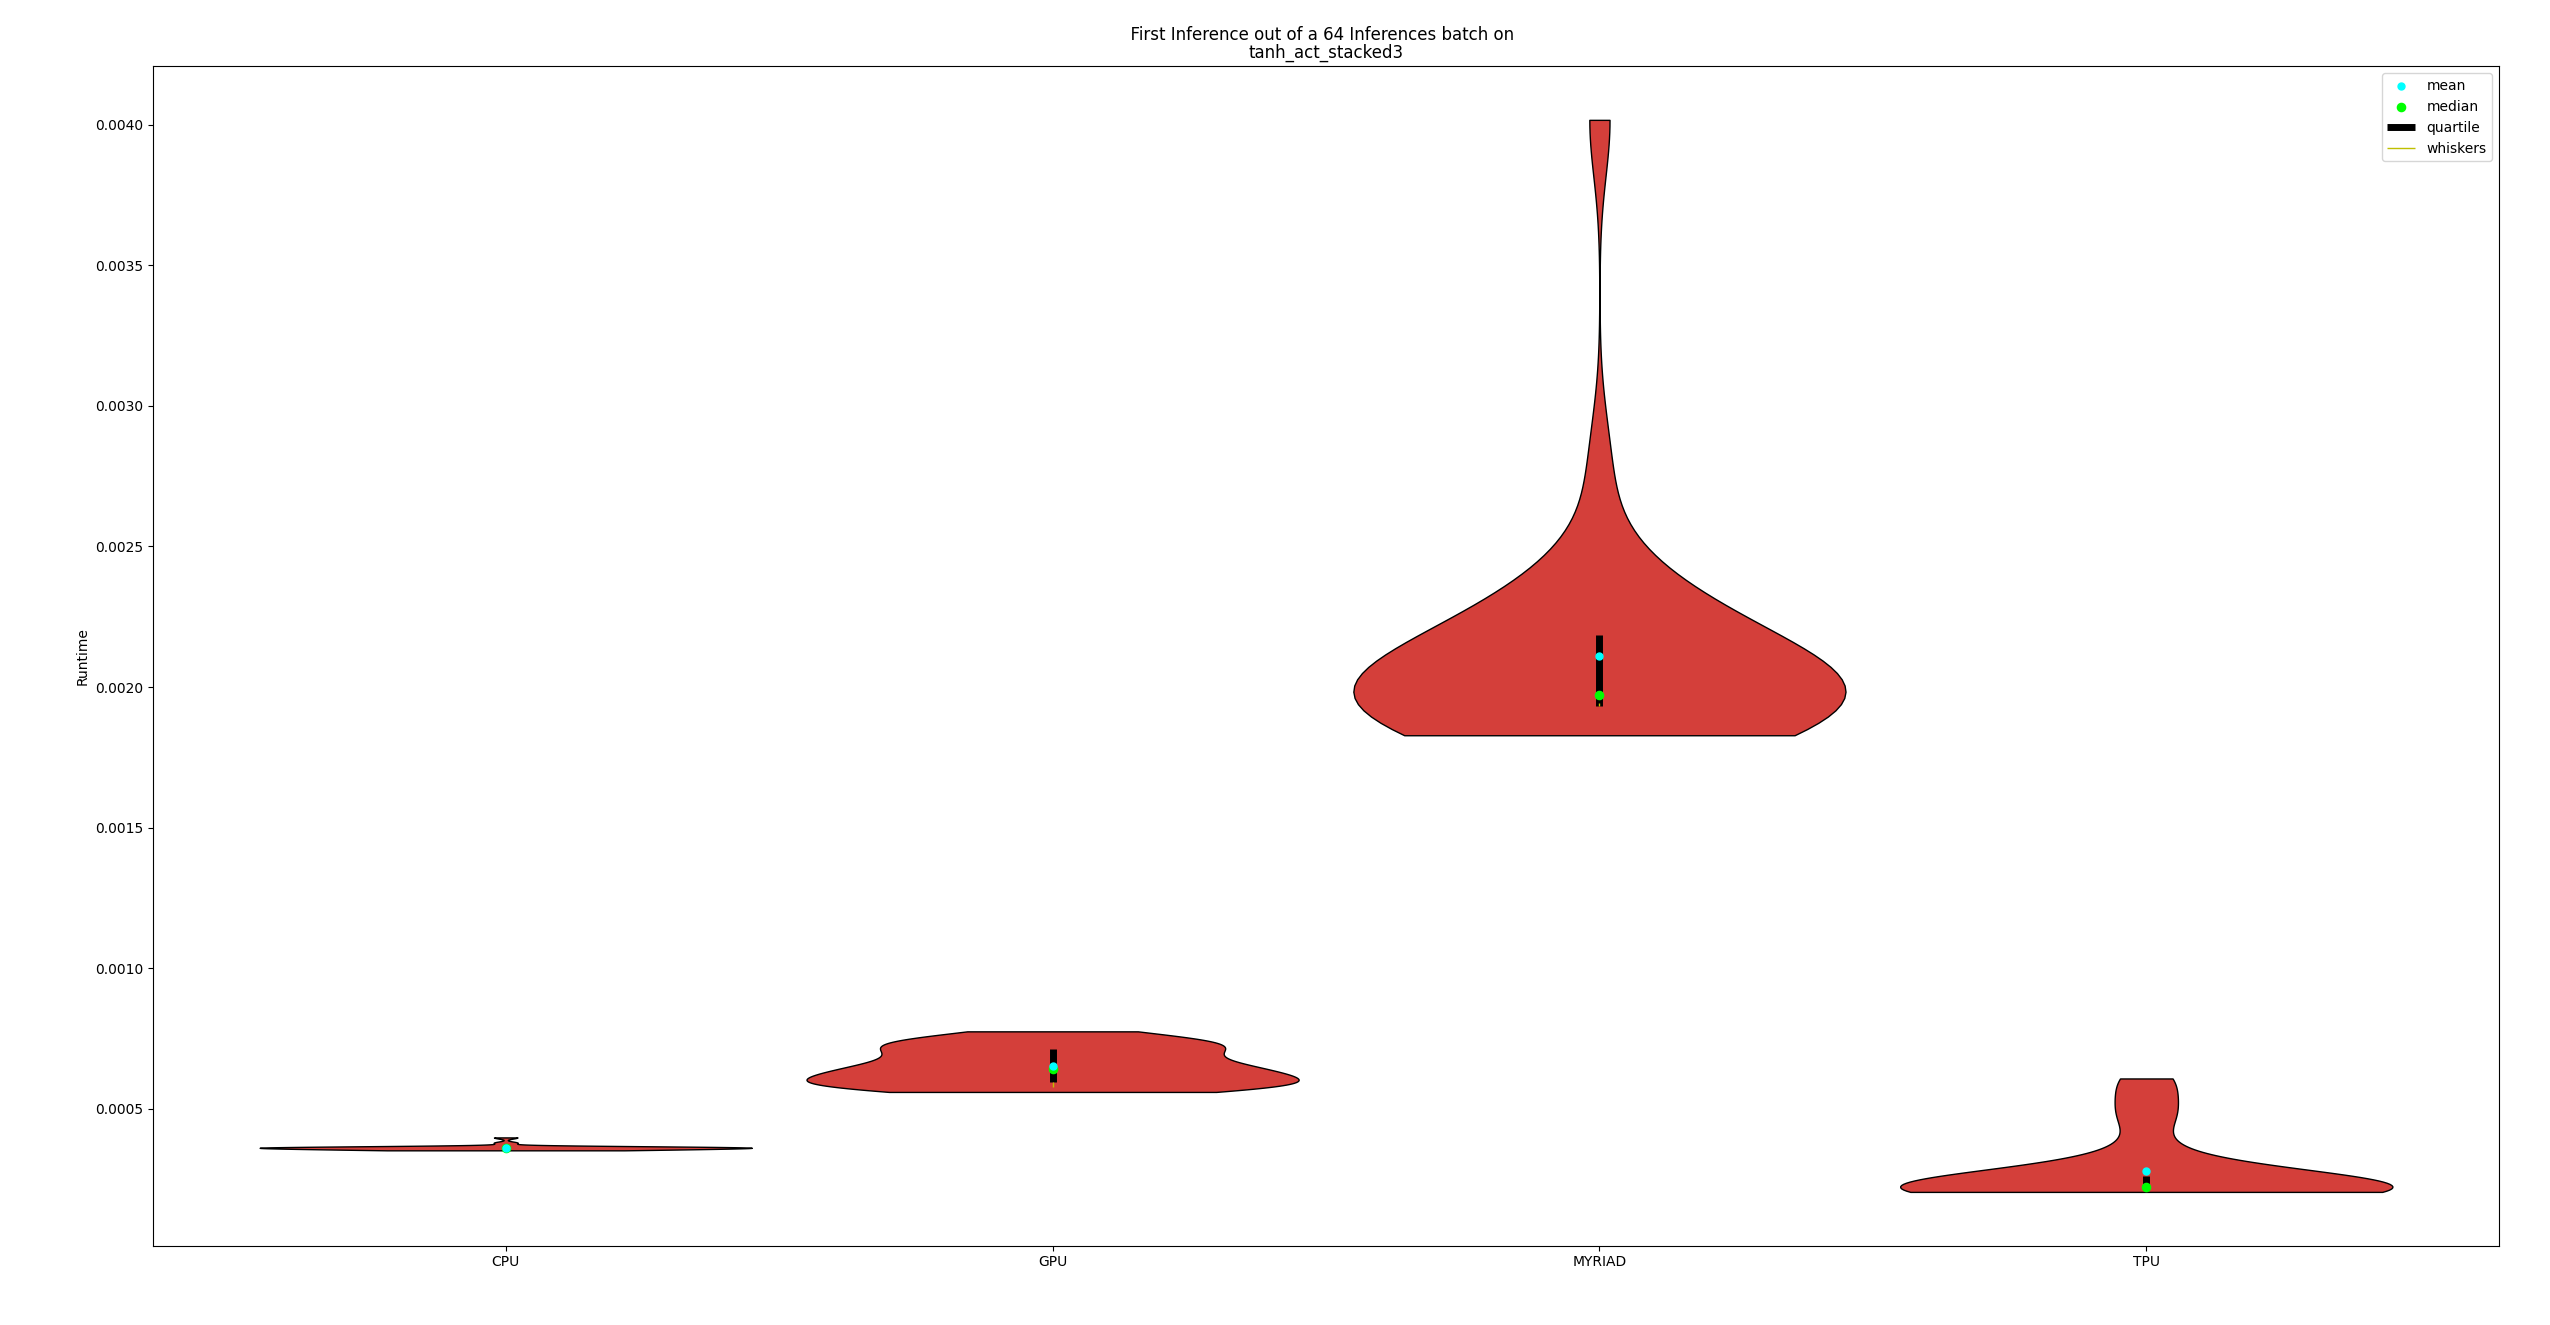 First Inference out of a 64 Inferences batch on
tanh_act_stacked3
mean
median
quartile
whiskers
0.0040
0.0035
0.0030
0.0025
0.0020
0.0015
0.0010
0.0005
Runtime
CPU
GPU
MYRIAD
TPU